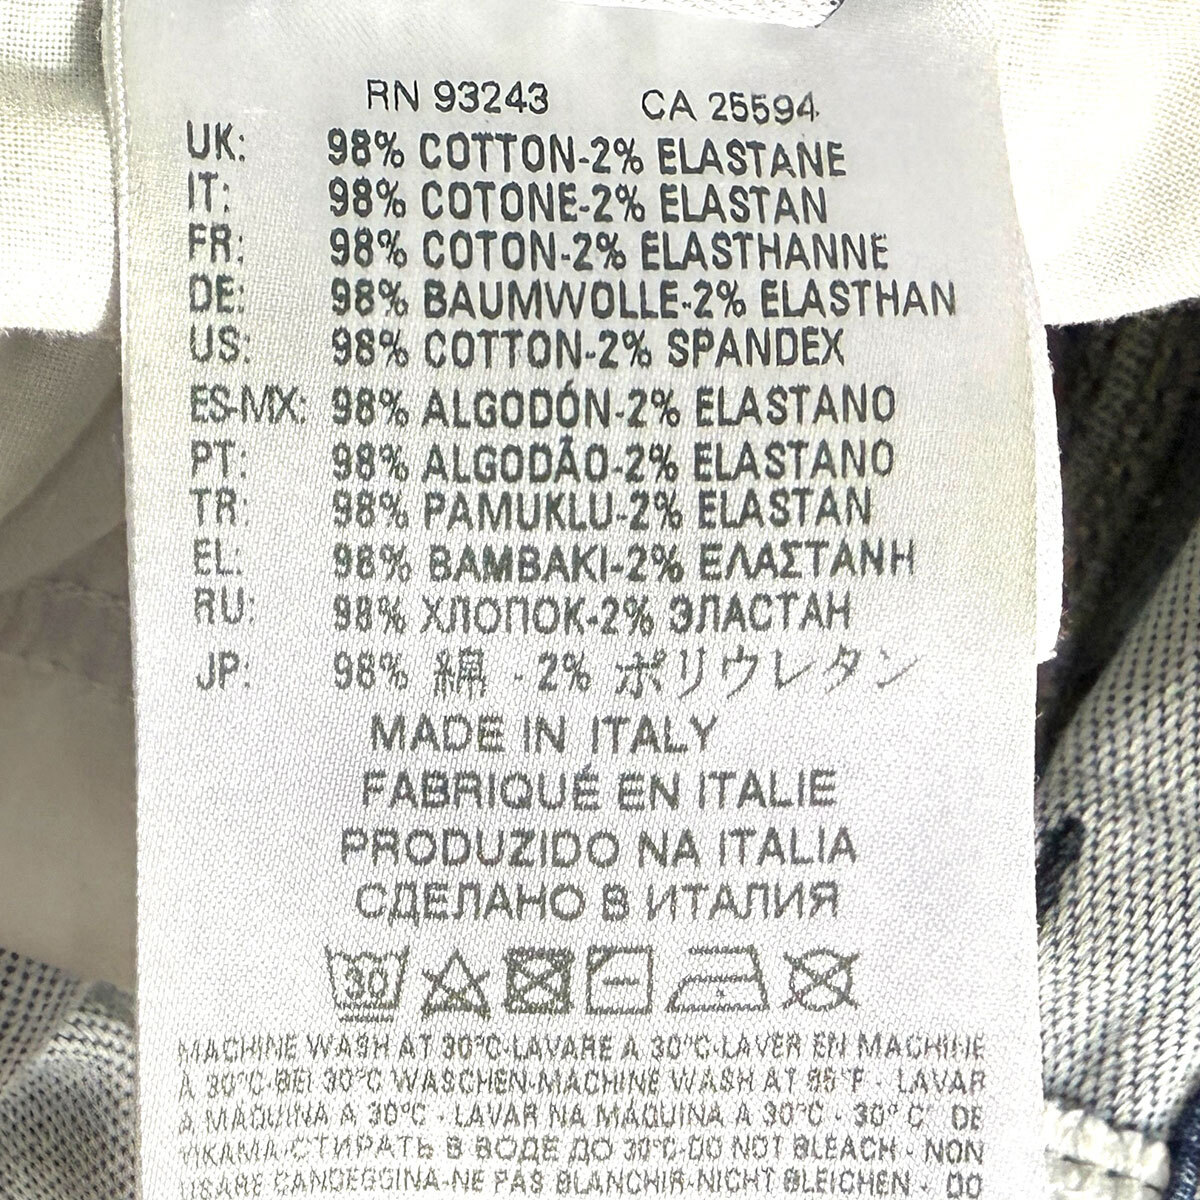 RN 93243 CA 25594
UK: 98% COTTON-2% ELASTANE
IT: 98% COTONE-2% ELASTAN
FR: 98% COTON-2% ELASTHANNE
DE: 98% BAUMWOLLE-2% ELASTHAN
US: 98% COTTON-2% SPANDEX
ES-MX: 98% ALGODÓN-2% ELASTANO
PT: 98% ALGODÃO-2% ELASTANO
TR: 98% PAMUKLU-2% ELASTAN
EL: 98% BAMBAKI-2% ΕΛΑΣΤΑΝΗ
RU: 98% ХЛОПОК-2% ЭЛАСТАН
JP: 98% 綿 - 2% ポリウレタン
MADE IN ITALY
FABRIQUÉ EN ITALIE
PRODUZIDO NA ITALIA
СДЕЛАНО В ИТАЛИЯ
30
MACHINE WASH AT 30°C-LAVARE A 30°C-LAVER EN MACHINE
A 30°C-BEI 30°C WASCHEN-MACHINE WASH AT 85°F - LAVAR
A MAQUINA A 30°C - LAVAR NA MÁQUINA A 30°C - 30° C' DE
YIKAMA-СТИРАТЬ В ВОДЕ ДО 30°C-DO NOT BLEACH - NON
USARE CANDEGGINA-NE PAS BLANCHIR-NICHT BLEICHEN - DO